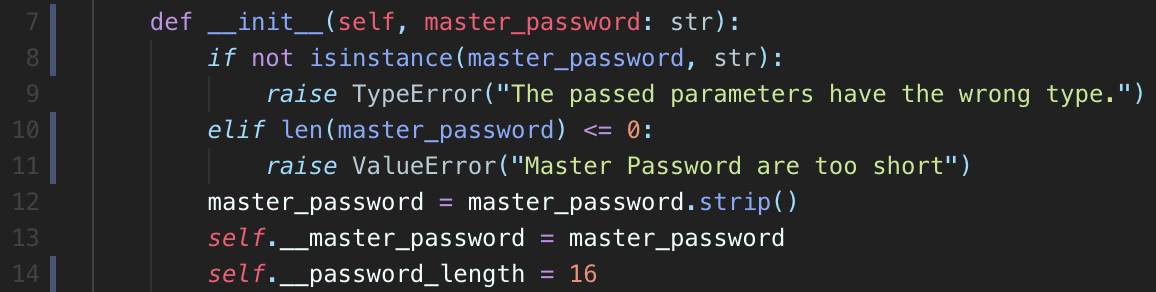 7 def __init__(self, master_password: str):
8 if not isinstance(master_password, str):
9 raise TypeError("The passed parameters have the wrong type.")
10 elif len(master_password) <= 0:
11 raise ValueError("Master Password are too short")
12 master_password = master_password.strip()
13 self.__master_password = master_password
14 self.__password_length = 16